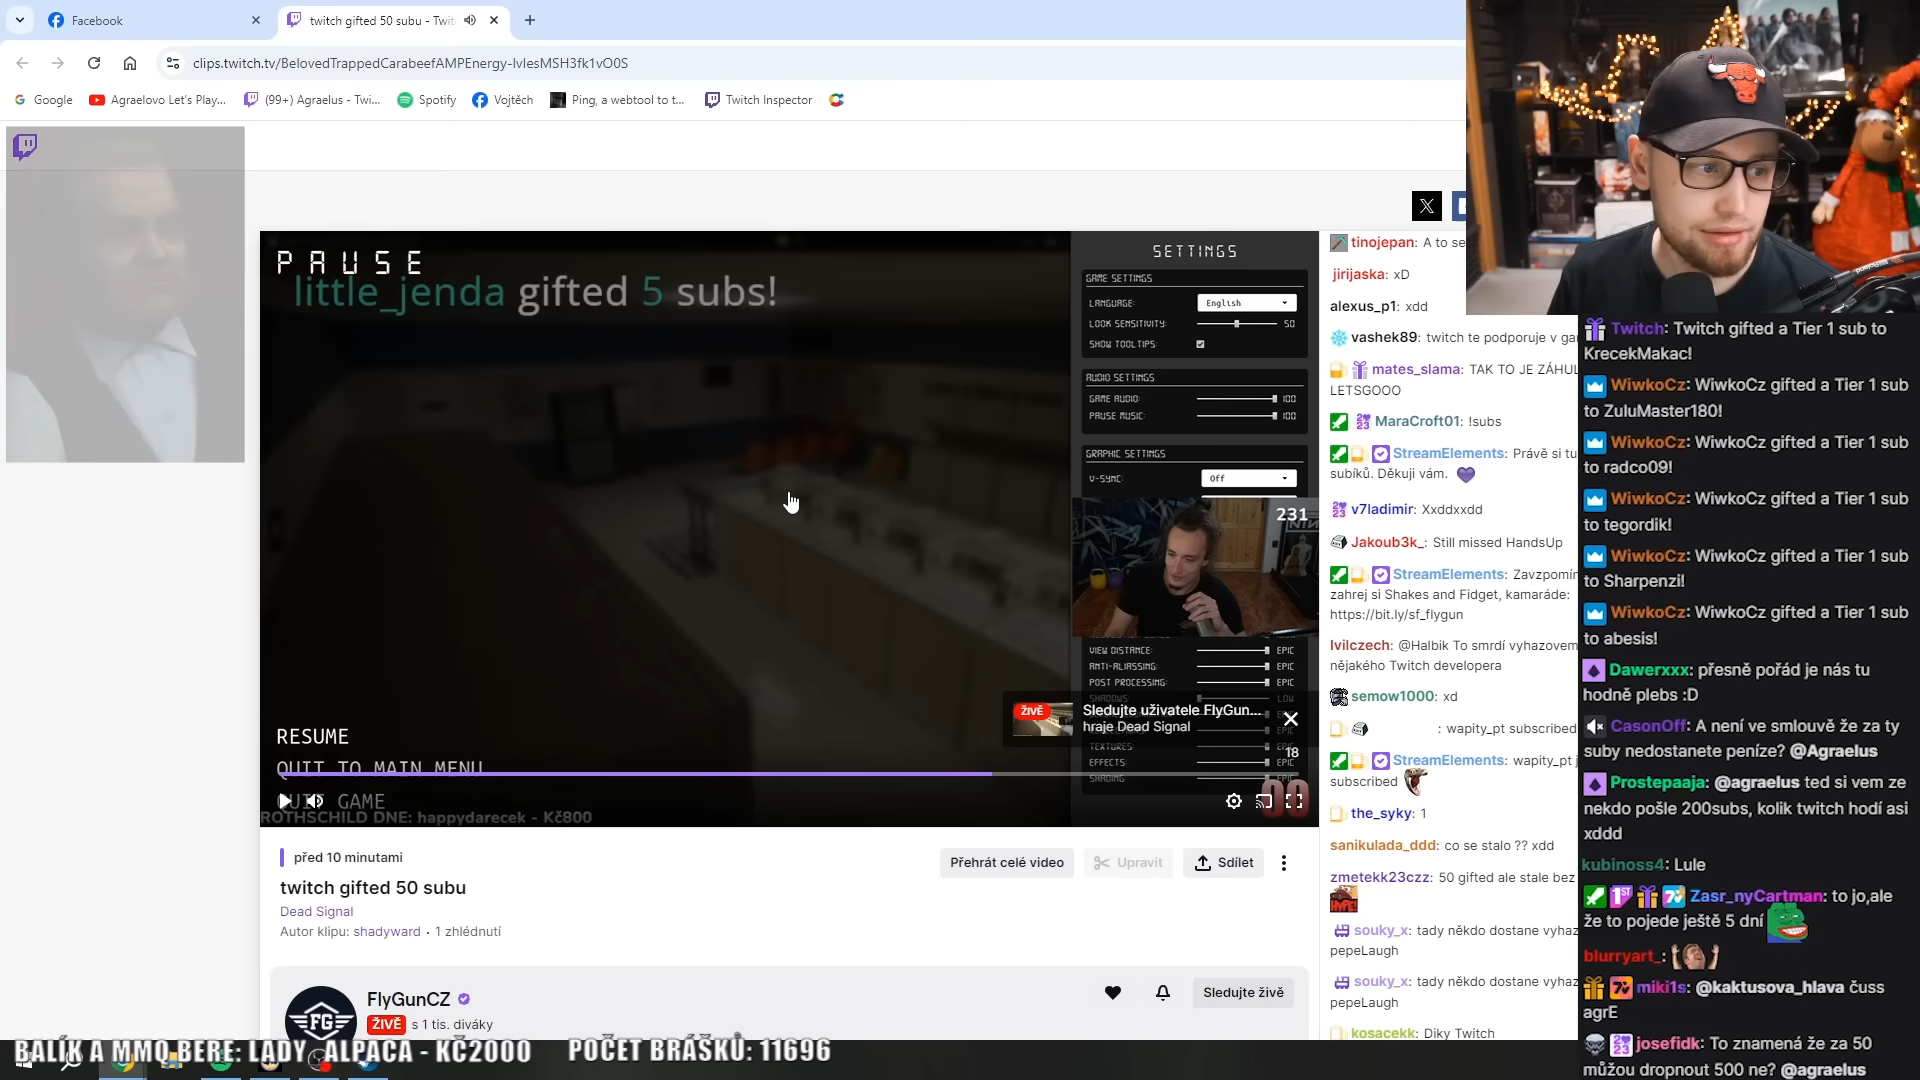 Facebook
twitch gifted 50 subu - Twit
clips.twitch.tv/BelovedTrappedCarabeefAMPEnergy-IvIesMSH3fk1vO0S
Google
Agraelovo Let's Play...
(99+) Agraelus - Twi...
Spotify
Vojtěch
Ping, a webtool to t...
Twitch Inspector
PAUSE
little_jenda gifted 5 subs!
RESUME
QUIT TO MAIN MENU
QUIT GAME
ROTHSCHILD DNE: happydarecek - Kč800
SETTINGS
GAME SETTINGS
LANGUAGE: English
LOOK SENSITIVITY: 50
SHOW TOOLTIPS:
AUDIO SETTINGS
GAME AUDIO: 100
PAUSE MUSIC: 100
GRAPHIC SETTINGS
V-SYNC: Off
231
VIEW DISTANCE: EPIC
ANTI-ALIASSING: EPIC
POST PROCESSING: EPIC
SHADOWS: LOW
ŽIVĚ
Sledujte uživatele FlyGun...
hraje Dead Signal
TEXTURES: EPIC
18
EFFECTS: EPIC
SHADING: EPIC
před 10 minutami
Přehrát celé video
Upravit
Sdílet
twitch gifted 50 subu
Dead Signal
Autor klipu: shadyward • 1 zhlédnutí
FlyGunCZ
ŽIVĚ s 1 tis. diváky
Sledujte živě
FG
tinojepan: A to se
jirijaska: xD
alexus_p1: xdd
vashek89: twitch te podporuje v ga
mates_slama: TAK TO JE ZÁHUL
LETSGOOO
MaraCroft01: !subs
StreamElements: Právě si tu
subíků. Děkuji vám.
v7ladimir: Xxddxxdd
Jakoub3k_: Still missed HandsUp
StreamElements: Zavzpomín
zahrej si Shakes and Fidget, kamaráde:
https://bit.ly/sf_flygun
lvilczech: @Halbik To smrdí vyhazovem
nějakého Twitch developera
semow1000: xd
: wapity_pt subscribed
StreamElements: wapity_pt j
subscribed
the_syky: 1
sanikulada_ddd: co se stalo ?? xdd
zmetekk23czz: 50 gifted ale stale bez
HYPE!
souky_x: tady někdo dostane vyhaz
pepeLaugh
souky_x: tady někdo dostane vyhaz
pepeLaugh
kosacekk: Diky Twitch
Twitch: Twitch gifted a Tier 1 sub to
KrecekMakac!
WiwkoCz: WiwkoCz gifted a Tier 1 sub
to ZuluMaster180!
WiwkoCz: WiwkoCz gifted a Tier 1 sub
to radco09!
WiwkoCz: WiwkoCz gifted a Tier 1 sub
to tegordik!
WiwkoCz: WiwkoCz gifted a Tier 1 sub
to Sharpenzi!
WiwkoCz: WiwkoCz gifted a Tier 1 sub
to abesis!
Dawerxxx: přesně pořád je nás tu
hodně plebs :D
CasonOff: A není ve smlouvě že za ty
suby nedostanete peníze? @Agraelus
Prostepaaja: @agraelus ted si vem ze
nekdo pošle 200subs, kolik twitch hodí asi
xddd
kubinoss4: Lule
Zasr_nyCartman: to jo,ale
že to pojede ještě 5 dní
blurryart_:
miki1s: @kaktusova_hlava čuss
agrE
josefidk: To znamená že za 50
můžou dropnout 500 ne? @agraelus
BALÍK A MMO BERE: LADY_ALPACA - KČ2000
POČET BRÁŠKŮ: 11696